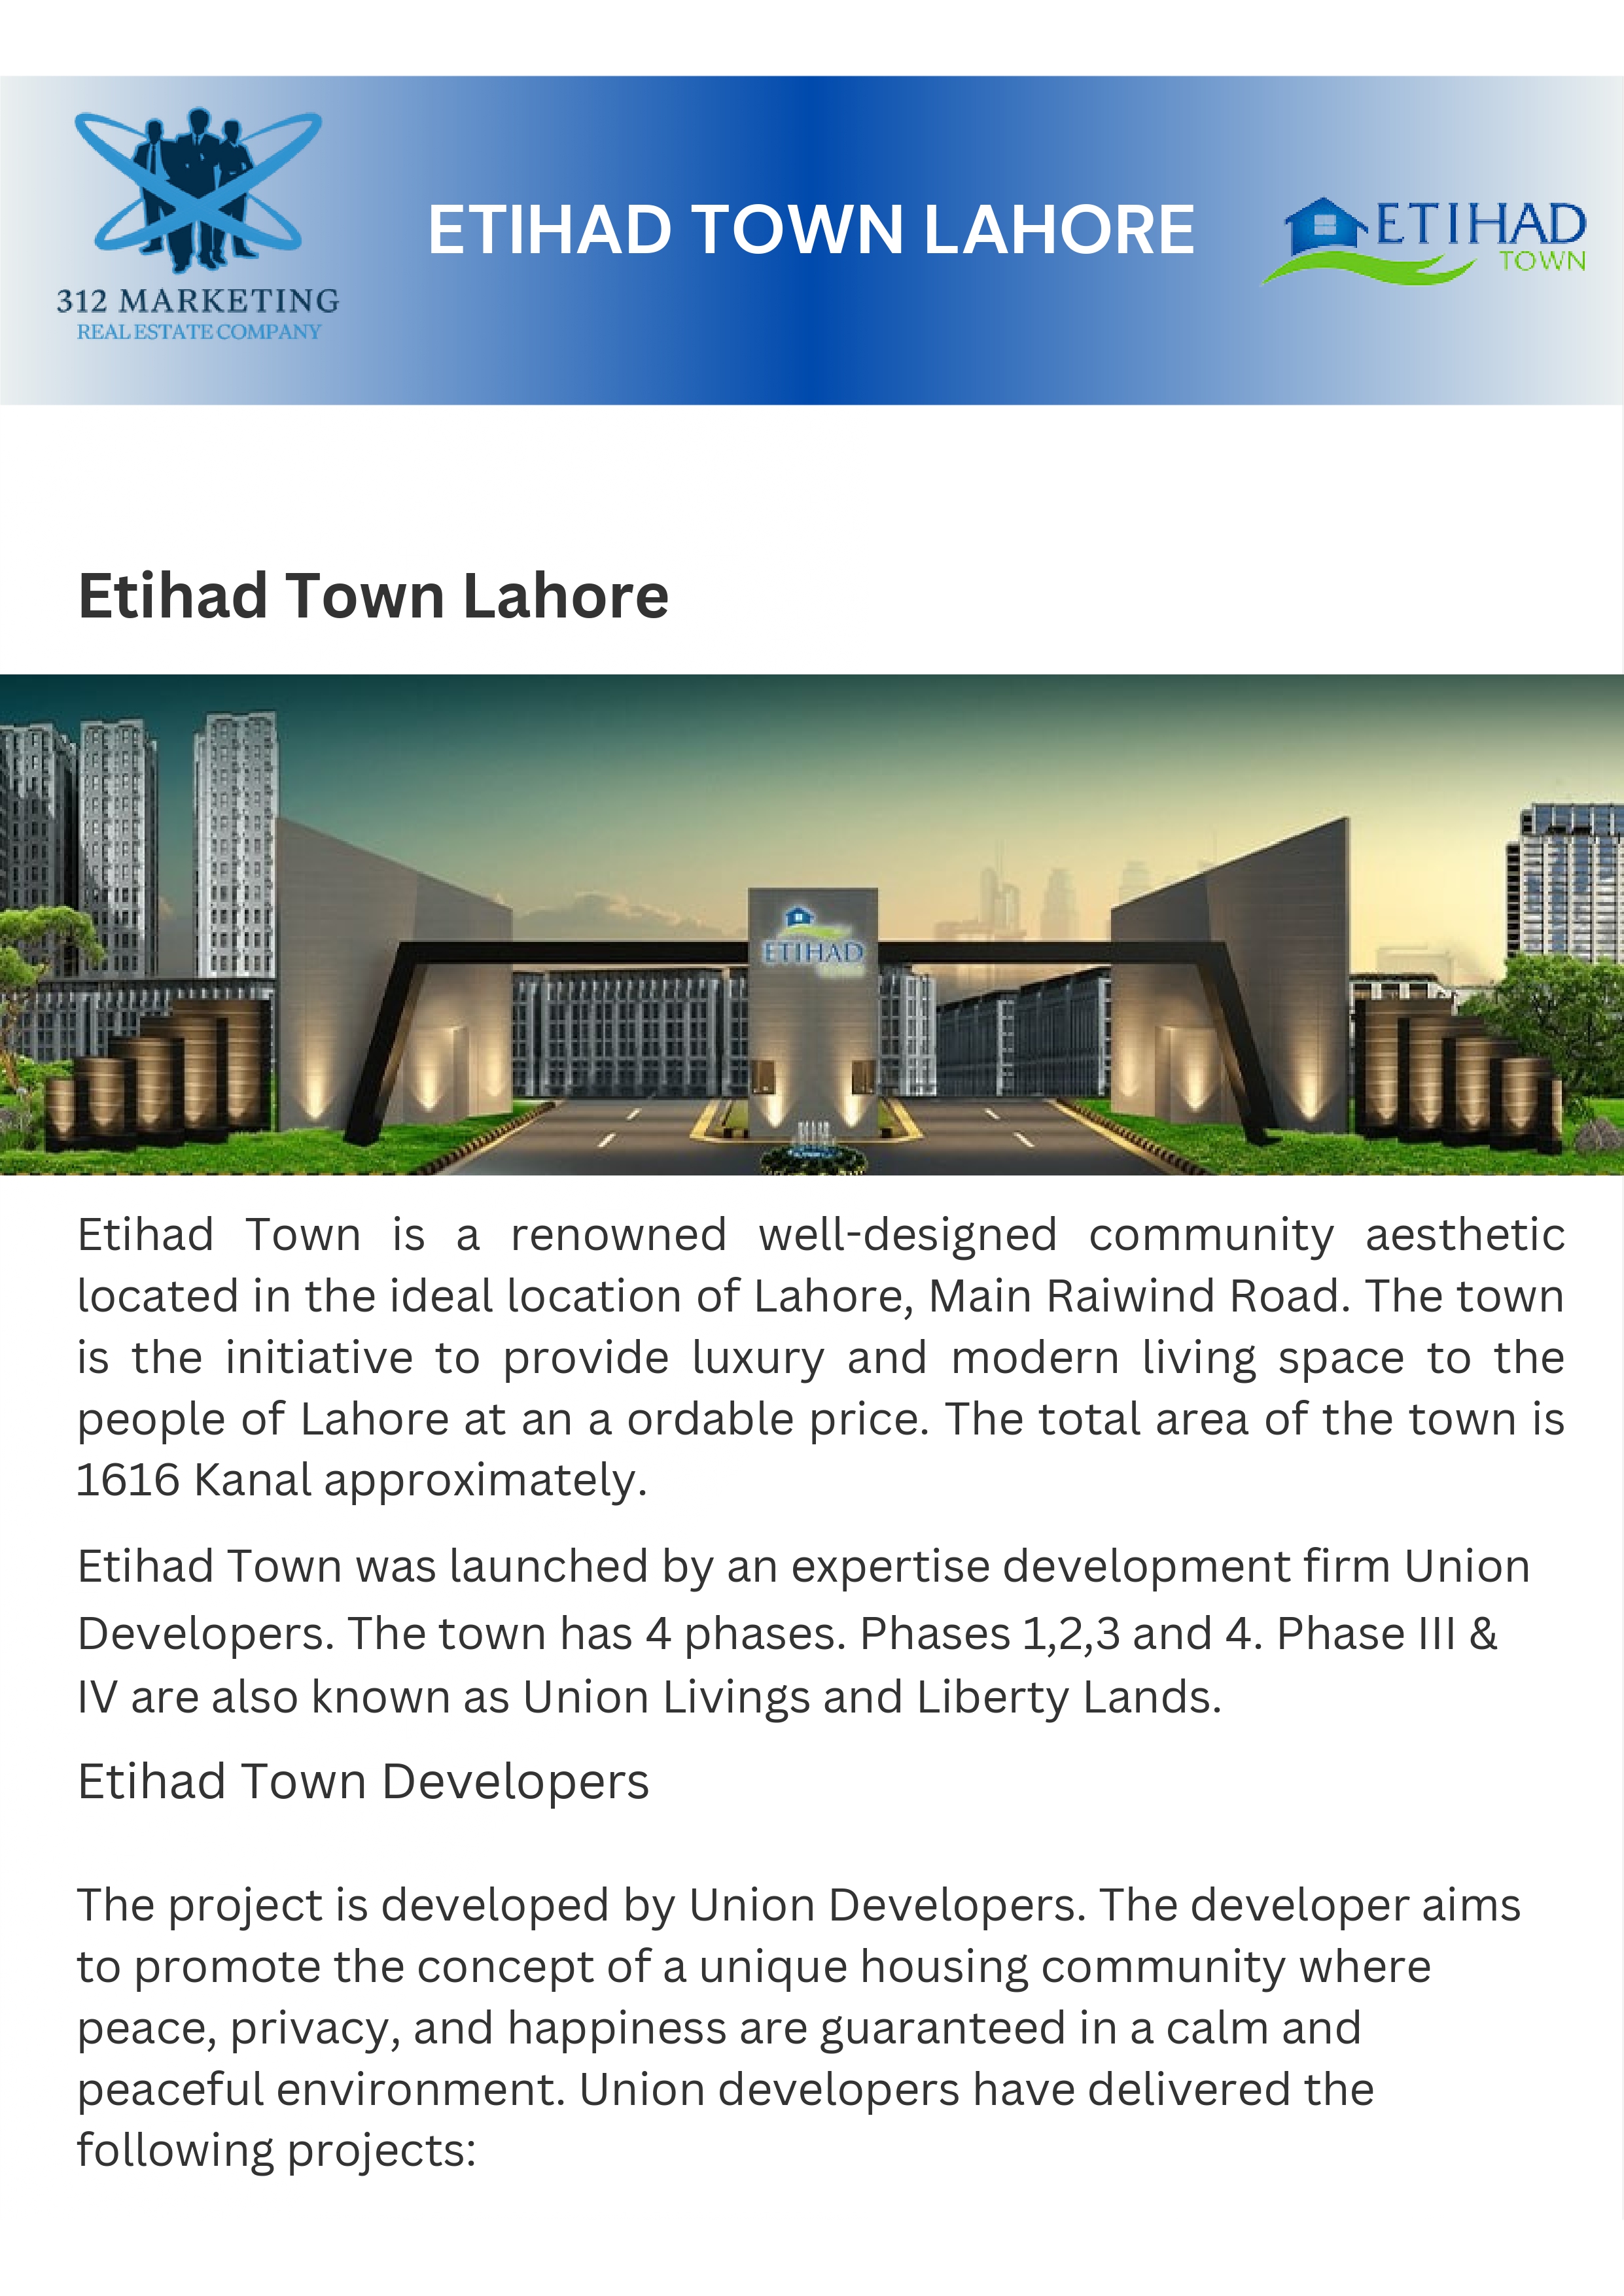 312 MARKETING
REAL ESTATE COMPANY
ETIHAD TOWN LAHORE
ETIHAD
TOWN
Etihad Town Lahore
ETIHAD
Etihad Town is a renowned well-designed community aesthetic
located in the ideal location of Lahore, Main Raiwind Road. The town
is the initiative to provide luxury and modern living space to the
people of Lahore at an a ordable price. The total area of the town is
1616 Kanal approximately.
Etihad Town was launched by an expertise development firm Union
Developers. The town has 4 phases. Phases 1,2,3 and 4. Phase III &
IV are also known as Union Livings and Liberty Lands.
Etihad Town Developers
The project is developed by Union Developers. The developer aims
to promote the concept of a unique housing community where
peace, privacy, and happiness are guaranteed in a calm and
peaceful environment. Union developers have delivered the
following projects: